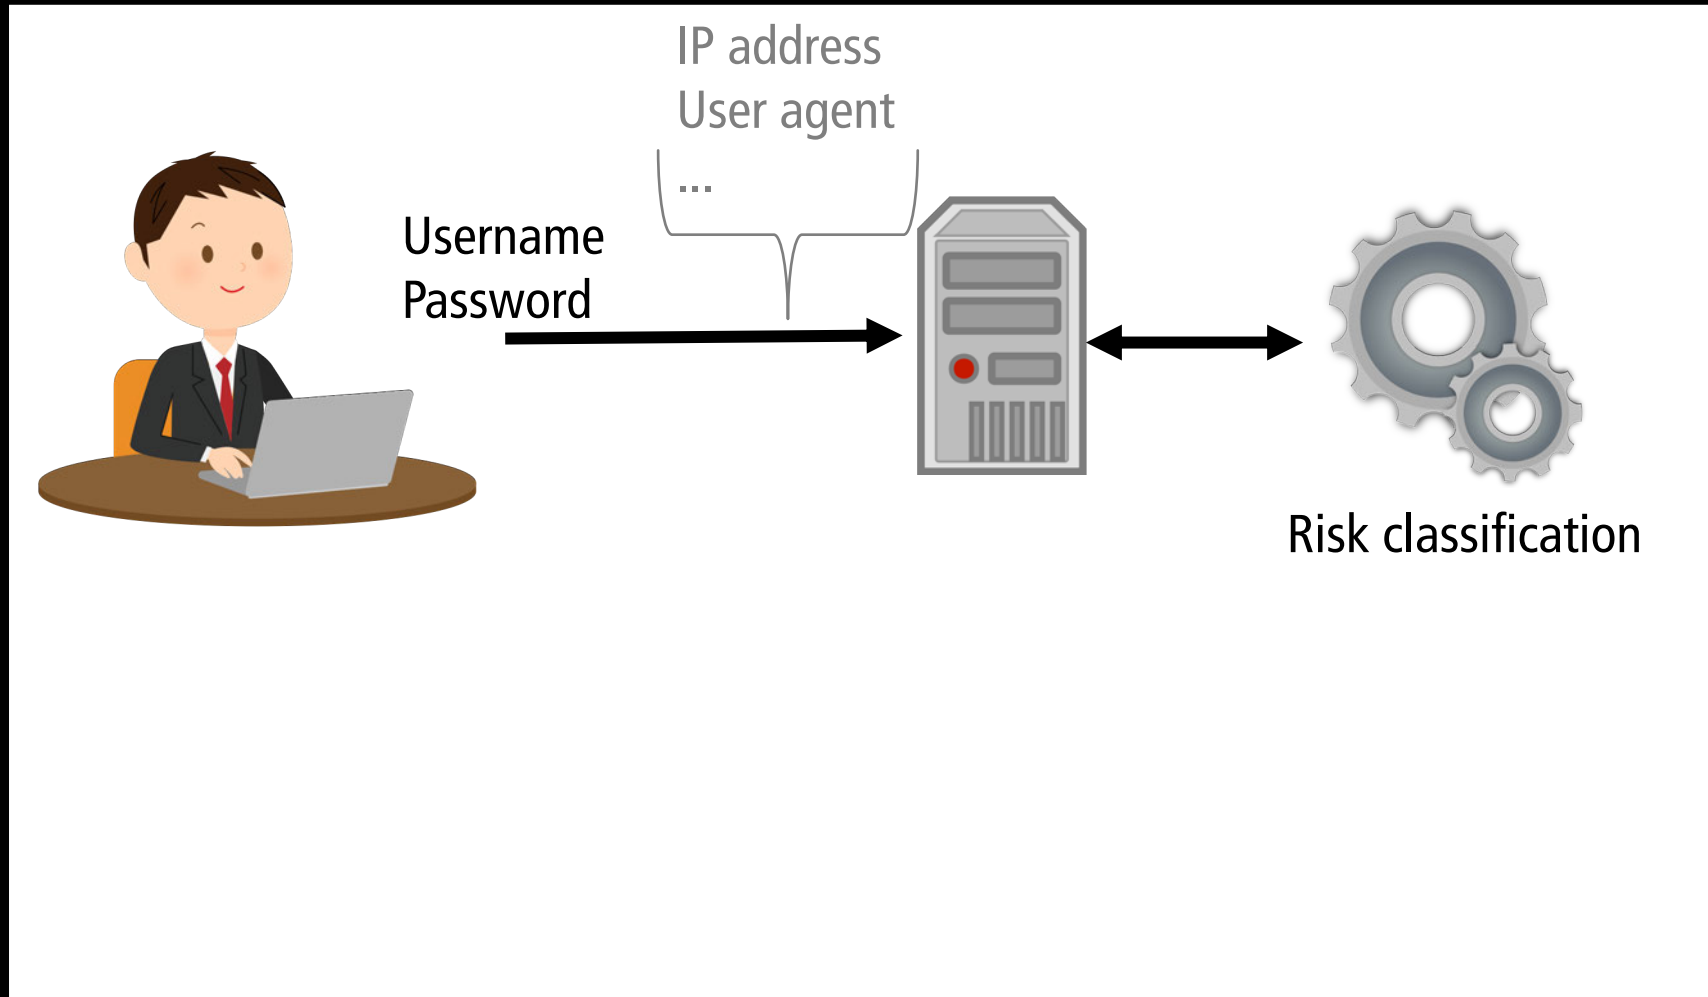 IP address
User agent
...
Username
Password
Risk classification